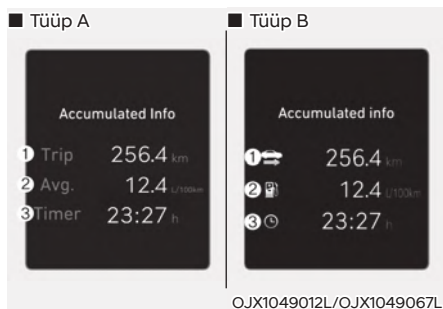 ■ Tüüp A
Accumulated Info
① Trip 256.4 km
② Avg. 12.4 L/100km
③ Timer 23:27 h
■ Tüüp B
Accumulated info
① 256.4 km
② 12.4 L/100km
③ 23:27 h
OJX1049012L/OJX1049067L